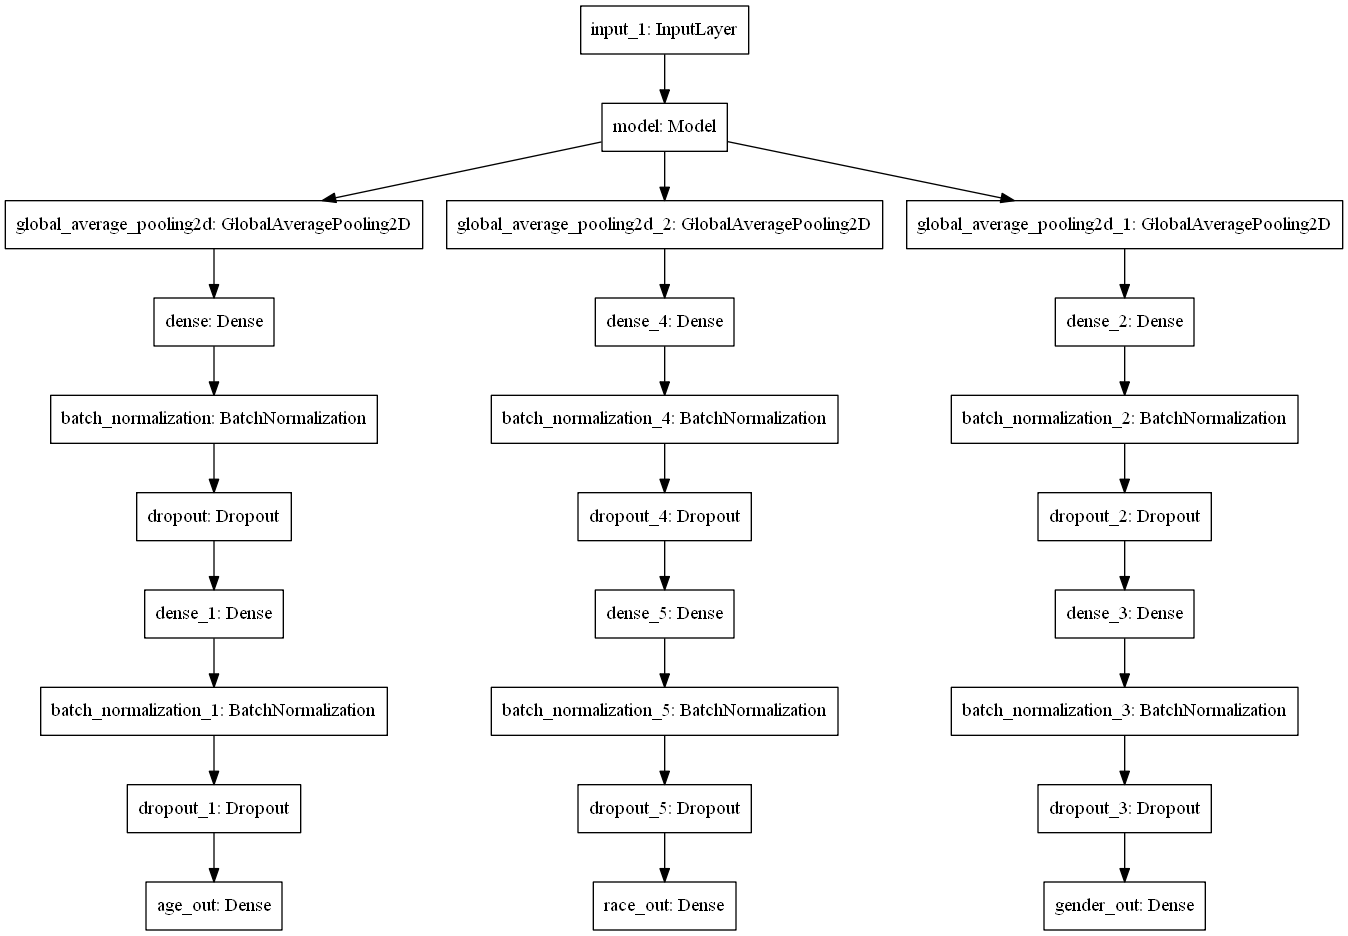 input_1: InputLayer
model: Model
global_average_pooling2d: GlobalAveragePooling2D
global_average_pooling2d_2: GlobalAveragePooling2D
global_average_pooling2d_1: GlobalAveragePooling2D
dense: Dense
dense_4: Dense
dense_2: Dense
batch_normalization: BatchNormalization
batch_normalization_4: BatchNormalization
batch_normalization_2: BatchNormalization
dropout: Dropout
dropout_4: Dropout
dropout_2: Dropout
dense_1: Dense
dense_5: Dense
dense_3: Dense
batch_normalization_1: BatchNormalization
batch_normalization_5: BatchNormalization
batch_normalization_3: BatchNormalization
dropout_1: Dropout
dropout_5: Dropout
dropout_3: Dropout
age_out: Dense
race_out: Dense
gender_out: Dense